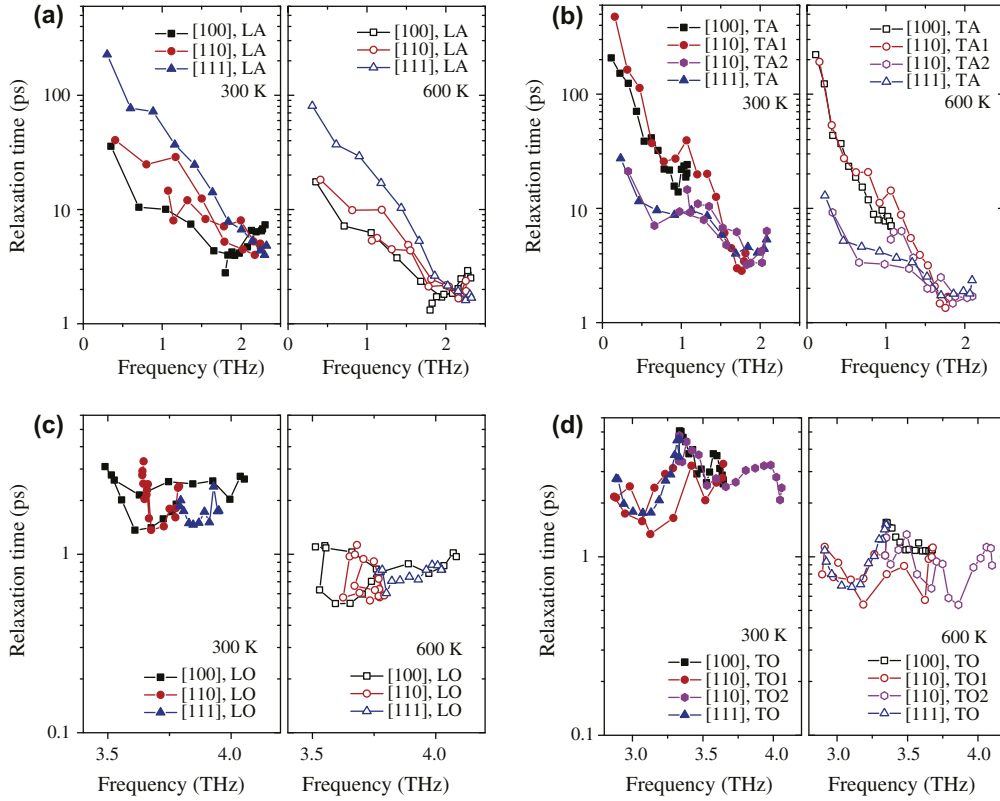 (a)
Relaxation time (ps)
100
10
1
[100], LA
[110], LA
[111], LA
300 K
[100], LA
[110], LA
[111], LA
600 K
0 1 2 0 1 2
Frequency (THz) Frequency (THz)
(b)
Relaxation time (ps)
100
10
1
[100], TA
[110], TA1
[110], TA2
[111], TA
300 K
[100], TA
[110], TA1
[110], TA2
[111], TA
600 K
0 1 2 0 1 2
Frequency (THz) Frequency (THz)
(c)
Relaxation time (ps)
1
0.1
300 K
[100], LO
[110], LO
[111], LO
600 K
[100], LO
[110], LO
[111], LO
3.5 4.0 3.5 4.0
Frequency (THz) Frequency (THz)
(d)
Relaxation time (ps)
1
0.1
300 K
[100], TO
[110], TO1
[110], TO2
[111], TO
600 K
[100], TO
[110], TO1
[110], TO2
[111], TO
3.0 3.5 4.0 3.0 3.5 4.0
Frequency (THz) Frequency (THz)